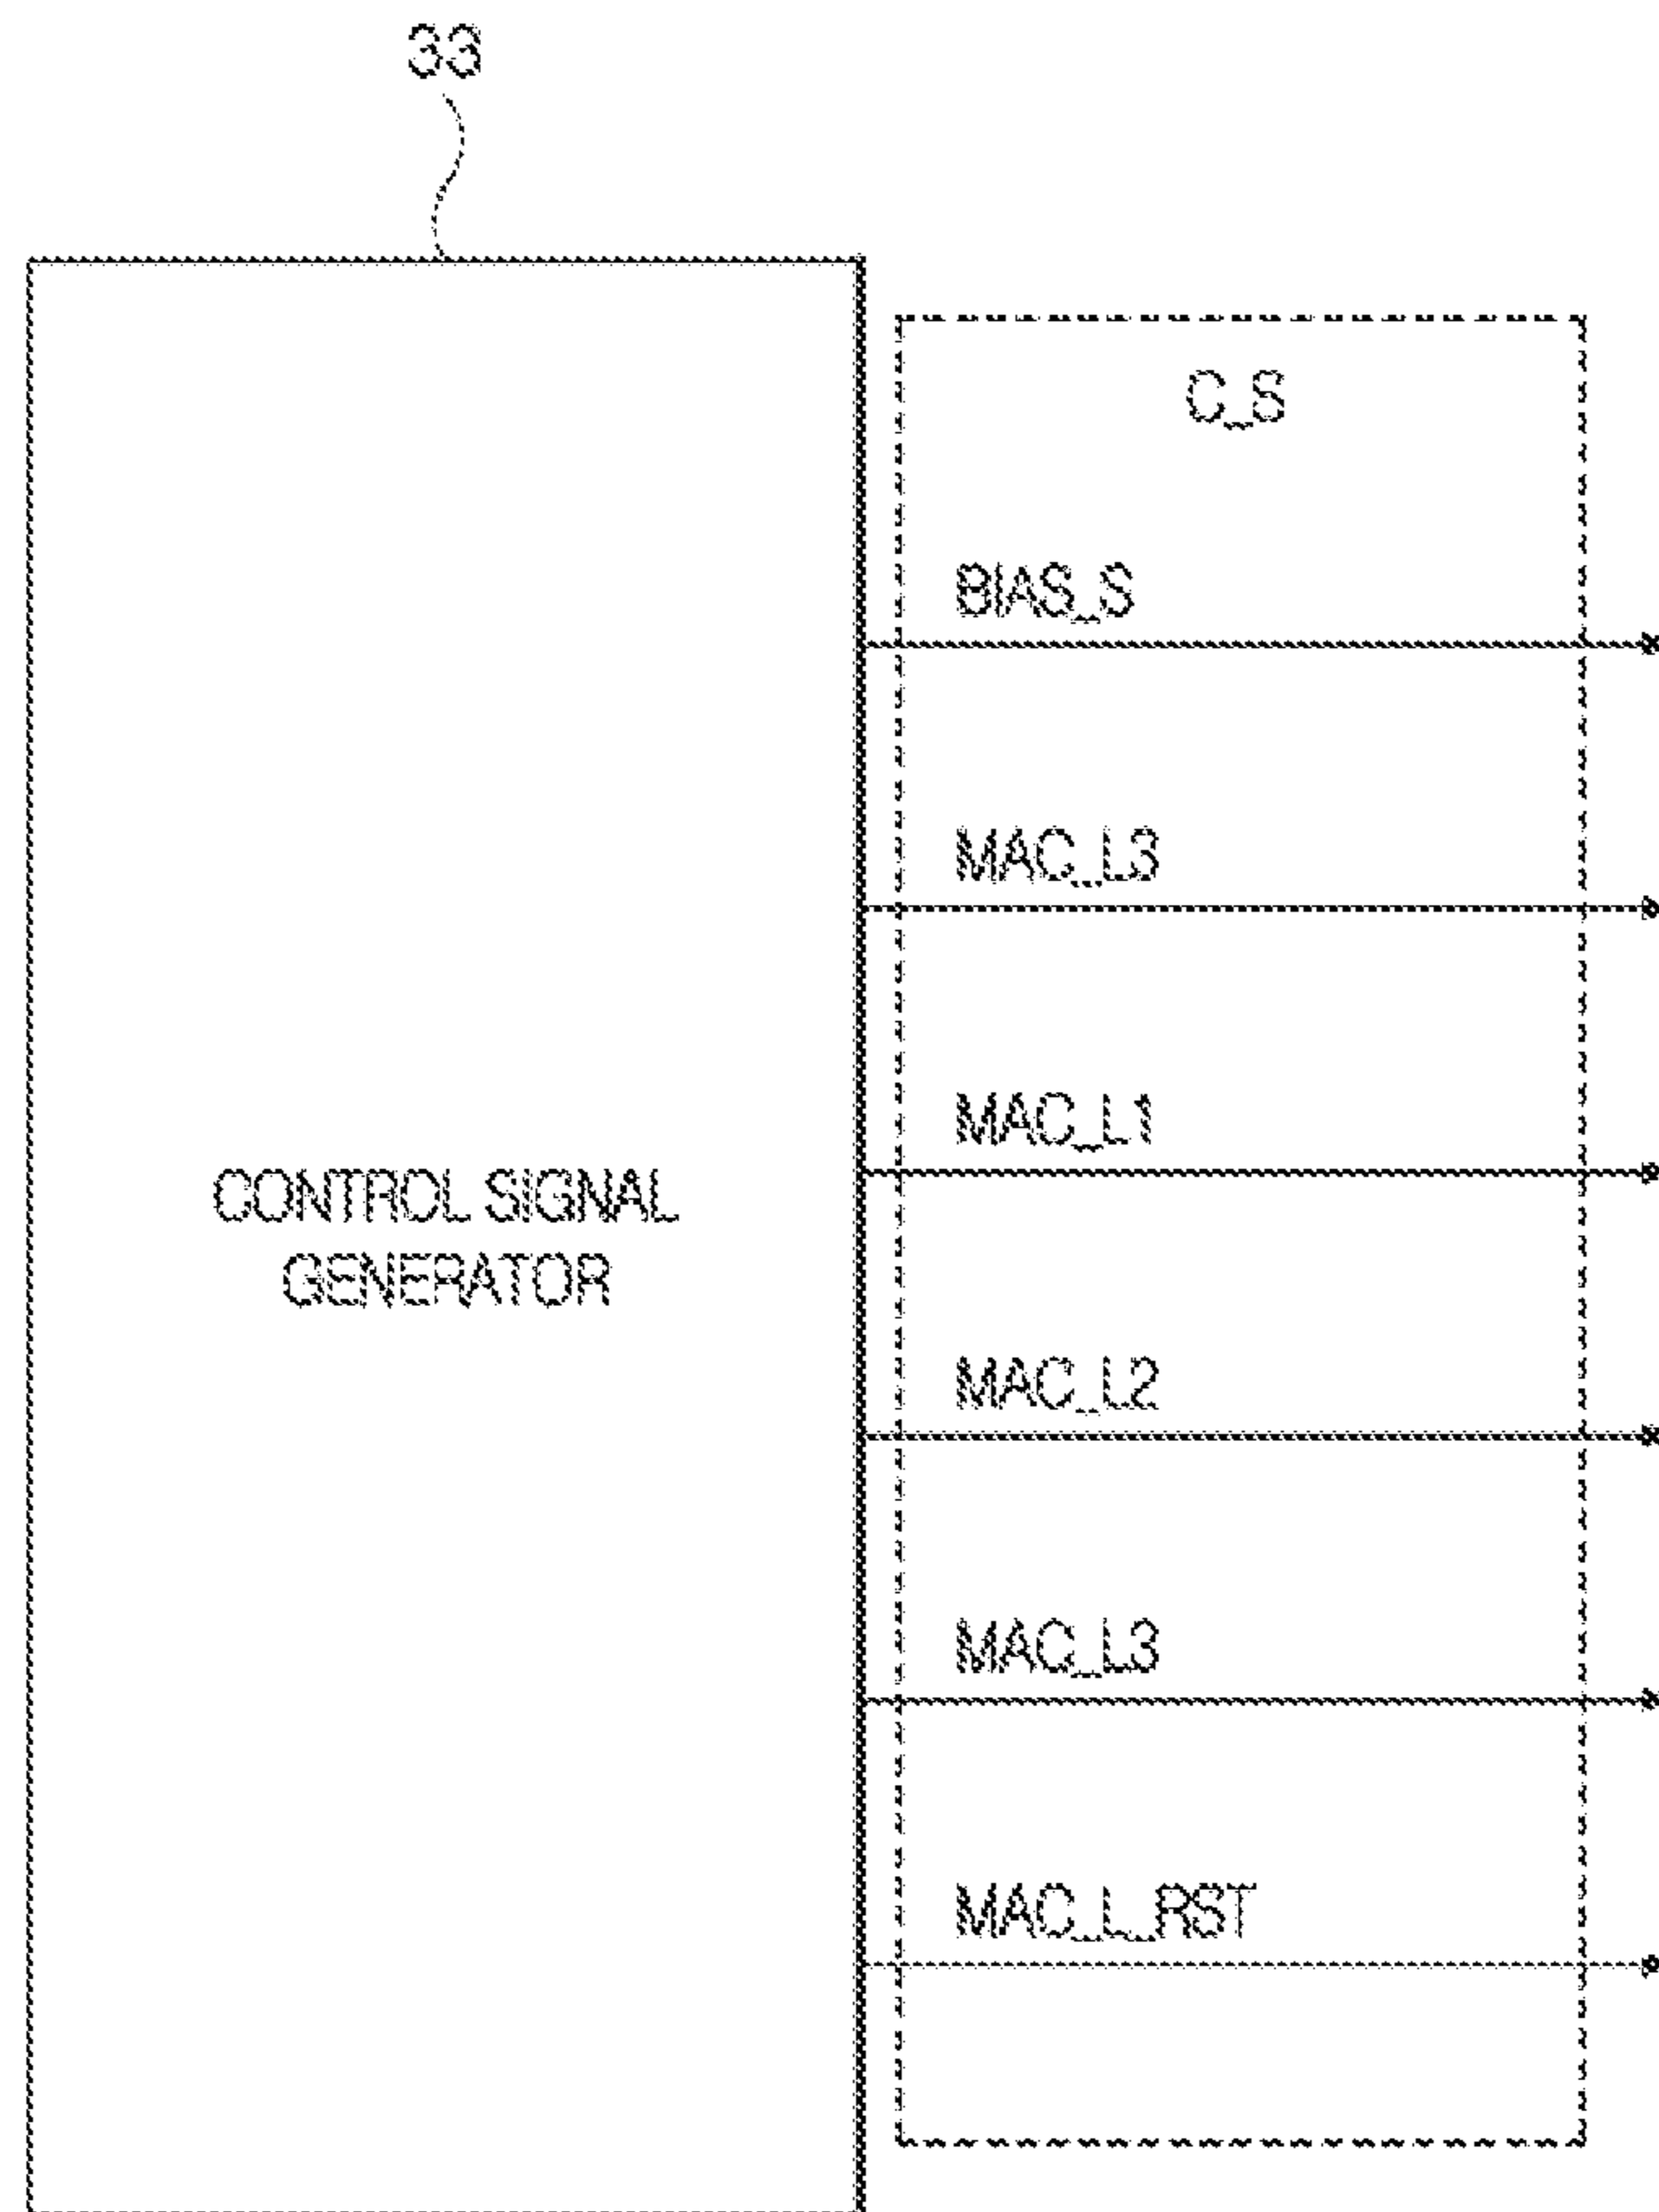 33
C_S
BIAS_S
MAC_L3
MAC_L1
CONTROL SIGNAL
GENERATOR
MAC_L2
MAC_L3
MAC_L_RST